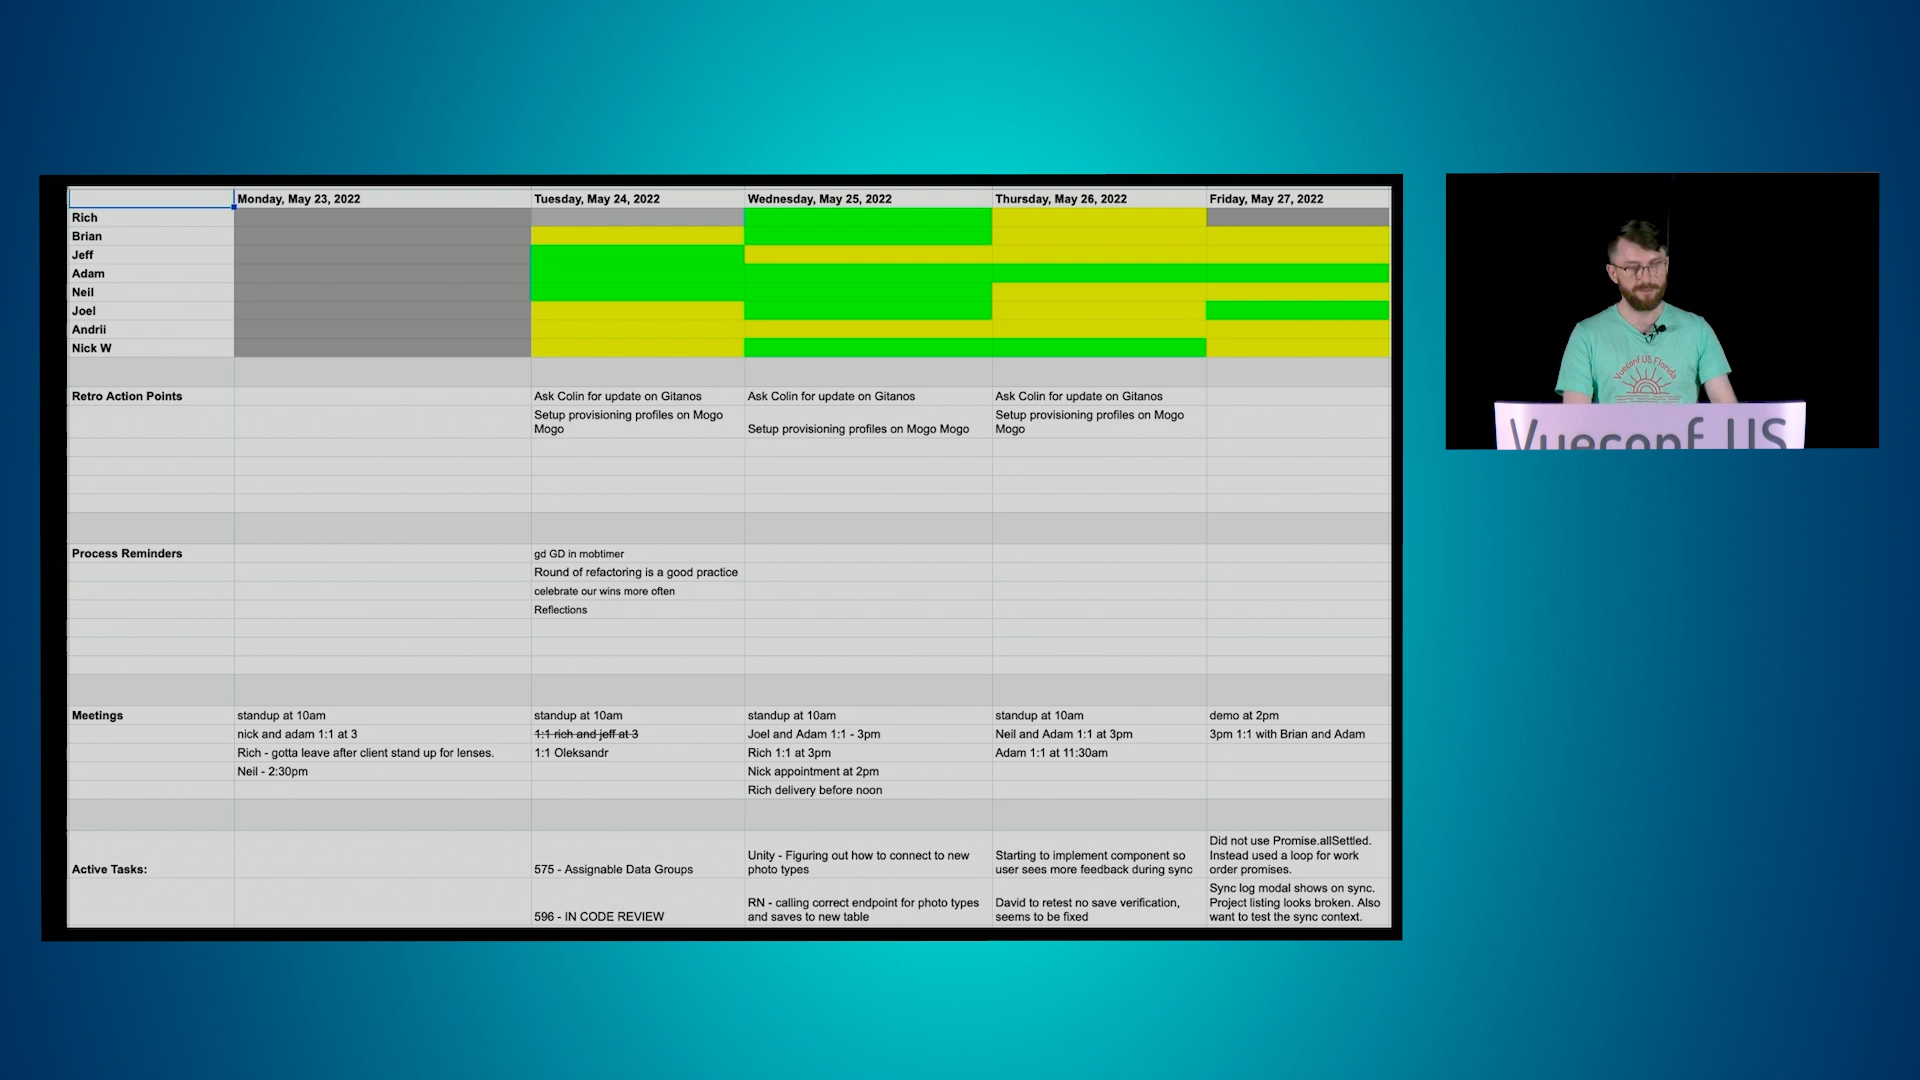 Monday, May 23, 2022
Tuesday, May 24, 2022
Wednesday, May 25, 2022
Thursday, May 26, 2022
Friday, May 27, 2022
Rich
Brian
Jeff
Adam
Neil
Joel
Andrii
Nick W
Retro Action Points
Ask Colin for update on Gitanos
Ask Colin for update on Gitanos
Ask Colin for update on Gitanos
Setup provisioning profiles on Mogo
Mogo
Setup provisioning profiles on Mogo Mogo
Setup provisioning profiles on Mogo
Mogo
Process Reminders
gd GD in mobtimer
Round of refactoring is a good practice
celebrate our wins more often
Reflections
Meetings
standup at 10am
standup at 10am
standup at 10am
standup at 10am
demo at 2pm
nick and adam 1:1 at 3
1:1 rich and jeff at 3
Joel and Adam 1:1 - 3pm
Neil and Adam 1:1 at 3pm
3pm 1:1 with Brian and Adam
Rich - gotta leave after client stand up for lenses.
1:1 Oleksandr
Rich 1:1 at 3pm
Adam 1:1 at 11:30am
Neil - 2:30pm
Nick appointment at 2pm
Rich delivery before noon
Active Tasks:
575 - Assignable Data Groups
Unity - Figuring out how to connect to new
photo types
Starting to implement component so
user sees more feedback during sync
Did not use Promise.allSettled.
Instead used a loop for work
order promises.
596 - IN CODE REVIEW
RN - calling correct endpoint for photo types
and saves to new table
David to retest no save verification,
seems to be fixed
Sync log modal shows on sync.
Project listing looks broken. Also
want to test the sync context.
Vueconf.US Florida
Vueconf US